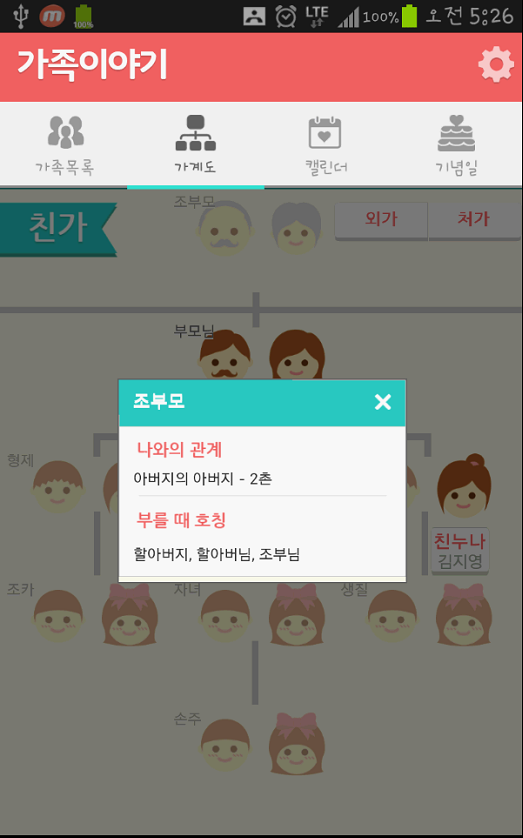 LTE 100% 오전 5:26
100%
가족이야기
가족목록 가계도 캘린더 기념일
친가 조부모 외가 처가
부모님
조부모
나와의 관계
아버지의 아버지 - 2촌
부를 때 호칭
할아버지, 할아버님, 조부님
형제
친누나
김지영
조카 자녀 생질
손주